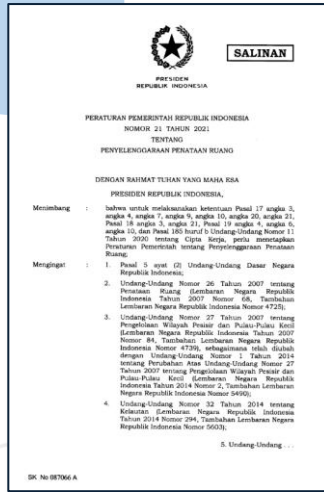 SALINAN
PRESIDEN
REPUBLIK INDONESIA
PERATURAN PEMERINTAH REPUBLIK INDONESIA
NOMOR 21 TAHUN 2021
TENTANG
PENYELENGGARAAN PENATAAN RUANG
DENGAN RAHMAT TUHAN YANG MAHA ESA
PRESIDEN REPUBLIK INDONESIA,
Menimbang : bahwa untuk melaksanakan ketentuan Pasal 17 angka 3,
angka 4, angka 7, angka 9, angka 10, angka 20, angka 21,
Pasal 18 angka 3, angka 21, Pasal 19 angka 4, angka 6,
angka 10, dan Pasal 185 huruf b Undang-Undang Nomor 11
Tahun 2020 tentang Cipta Kerja, perlu menetapkan
Peraturan Pemerintah tentang Penyelenggaraan Penataan
Ruang;
Mengingat : 1. Pasal 5 ayat (2) Undang-Undang Dasar Negara
Republik Indonesia;
2. Undang-Undang Nomor 26 Tahun 2007 tentang
Penataan Ruang (Lembaran Negara Republik
Indonesia Tahun 2007 Nomor 68, Tambahan
Lembaran Negara Republik Indonesia Nomor 4725);
3. Undang-Undang Nomor 27 Tahun 2007 tentang
Pengelolaan Wilayah Pesisir dan Pulau-Pulau Kecil
(Lembaran Negara Republik Indonesia Tahun 2007
Nomor 84, Tambahan Lembaran Negara Republik
Indonesia Nomor 4739), sebagaimana telah diubah
dengan Undang-Undang Nomor 1 Tahun 2014
tentang Perubahan Atas Undang-Undang Nomor 27
Tahun 2007 tentang Pengelolaan Wilayah Pesisir dan
Pulau-Pulau Kecil (Lembaran Negara Republik
Indonesia Tahun 2014 Nomor 2, Tambahan Lembaran
Negara Republik Indonesia Nomor 5490);
4. Undang-Undang Nomor 32 Tahun 2014 tentang
Kelautan (Lembaran Negara Republik Indonesia
Tahun 2014 Nomor 294, Tambahan Lembaran Negara
Republik Indonesia Nomor 5603);
5. Undang-Undang . . .
SK No 087066 A